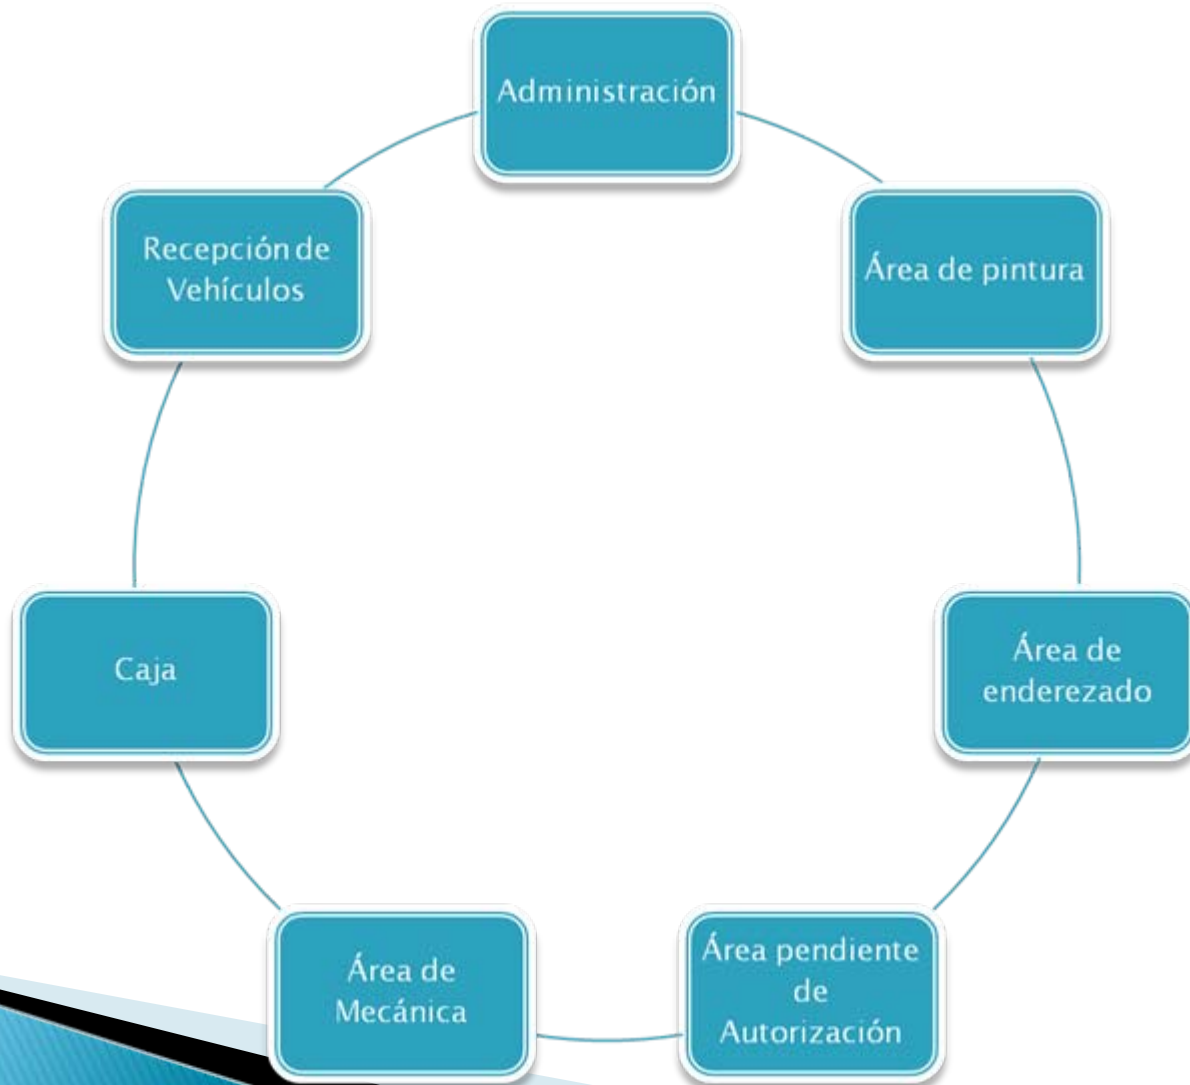 Administración
Área de pintura
Área de
enderezado
Área pendiente
de
Autorización
Área de
Mecánica
Caja
Recepción de
Vehículos